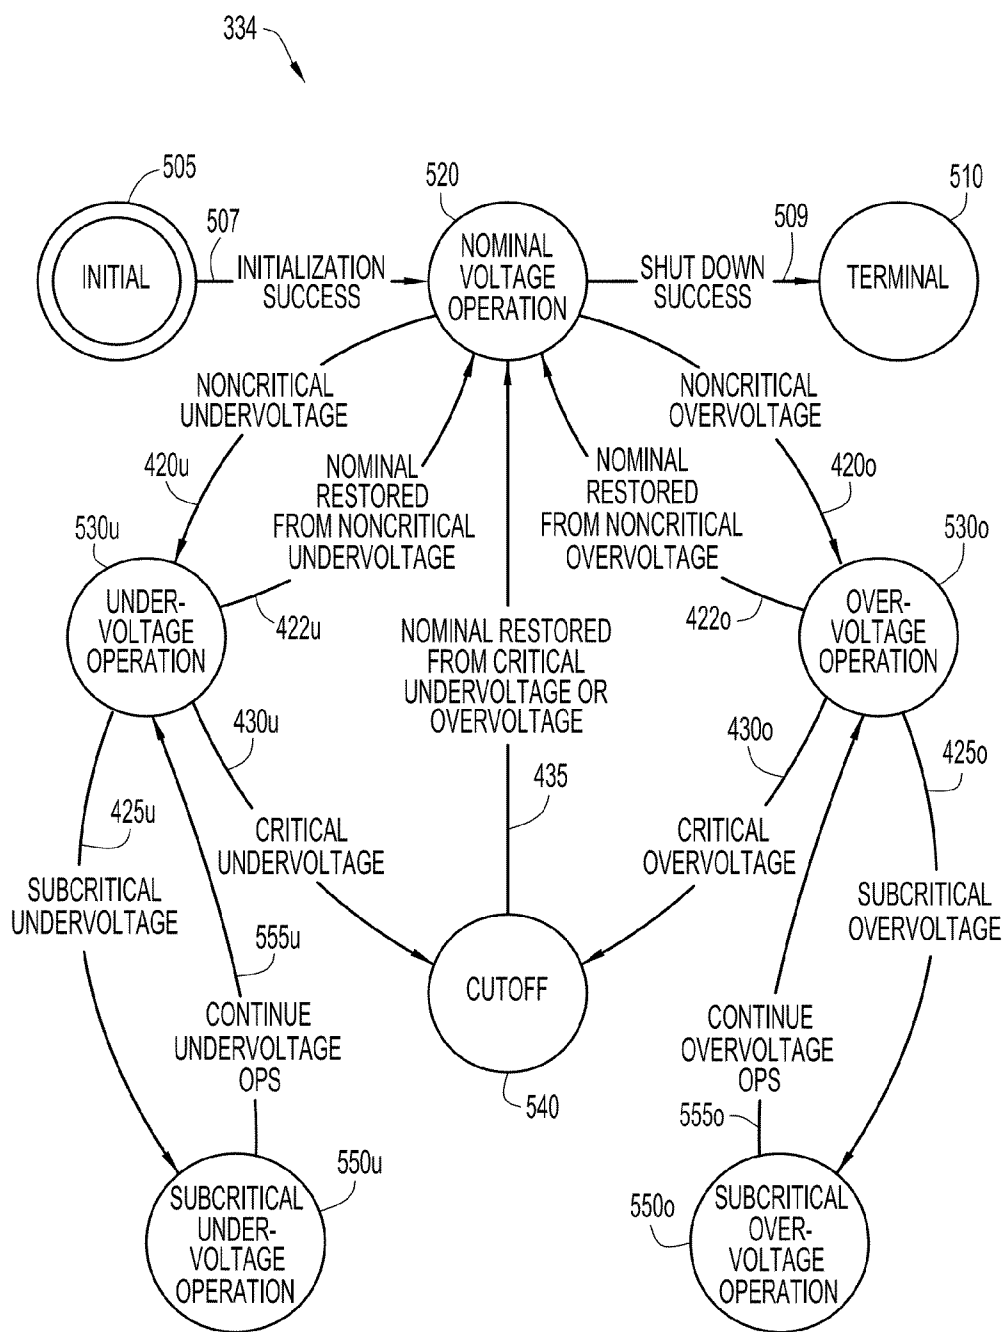 334
505
520
510
507
509
INITIAL
INITIALIZATION
SUCCESS
NOMINAL
VOLTAGE
OPERATION
SHUT DOWN
SUCCESS
TERMINAL
NONCRITICAL
UNDERVOLTAGE
NONCRITICAL
OVERVOLTAGE
420u
NOMINAL
RESTORED
FROM NONCRITICAL
UNDERVOLTAGE
NOMINAL
RESTORED
FROM NONCRITICAL
OVERVOLTAGE
420o
530u
530o
UNDER-
VOLTAGE
OPERATION
422u
422o
OVER-
VOLTAGE
OPERATION
NOMINAL RESTORED
FROM CRITICAL
UNDERVOLTAGE OR
OVERVOLTAGE
430u
430o
425o
425u
435
CRITICAL
UNDERVOLTAGE
CRITICAL
OVERVOLTAGE
SUBCRITICAL
UNDERVOLTAGE
SUBCRITICAL
OVERVOLTAGE
555u
CUTOFF
CONTINUE
UNDERVOLTAGE
OPS
CONTINUE
OVERVOLTAGE
OPS
540
555o
550u
SUBCRITICAL
UNDER-
VOLTAGE
OPERATION
550o
SUBCRITICAL
OVER-
VOLTAGE
OPERATION